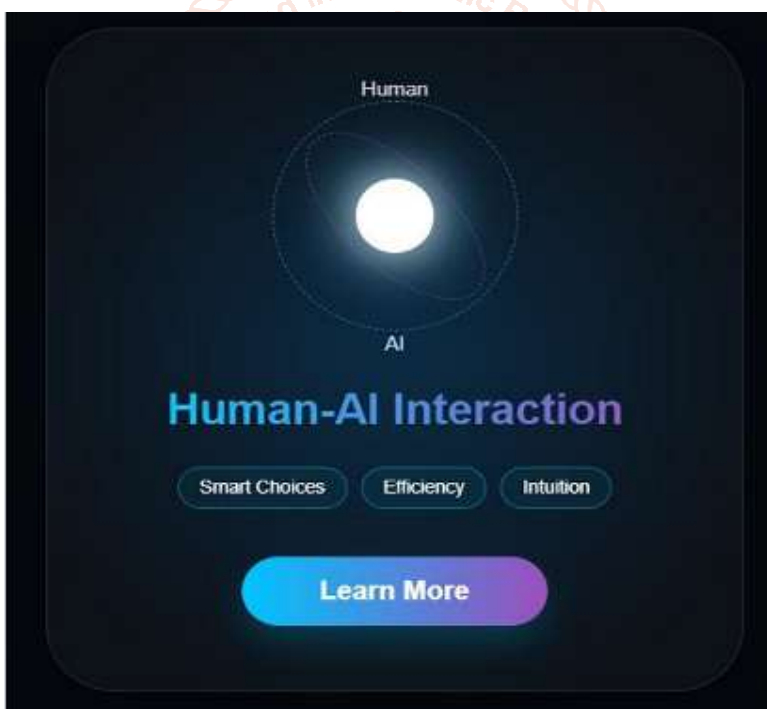 Human
AI
Human-AI Interaction
Smart Choices Efficiency Intuition
Learn More